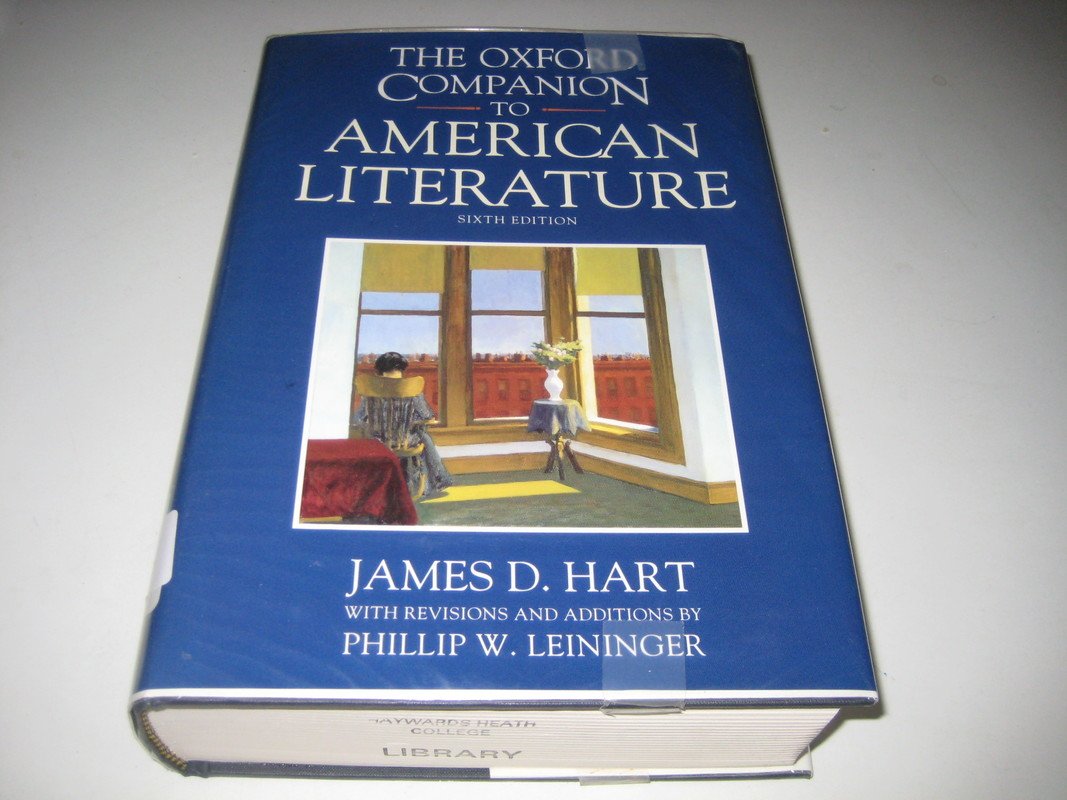 THE OXFORD
COMPANION
TO
AMERICAN
LITERATURE
SIXTH EDITION
JAMES D. HART
WITH REVISIONS AND ADDITIONS BY
PHILLIP W. LEININGER
HAYWARDS HEATH
COLLEGE
LIBRARY